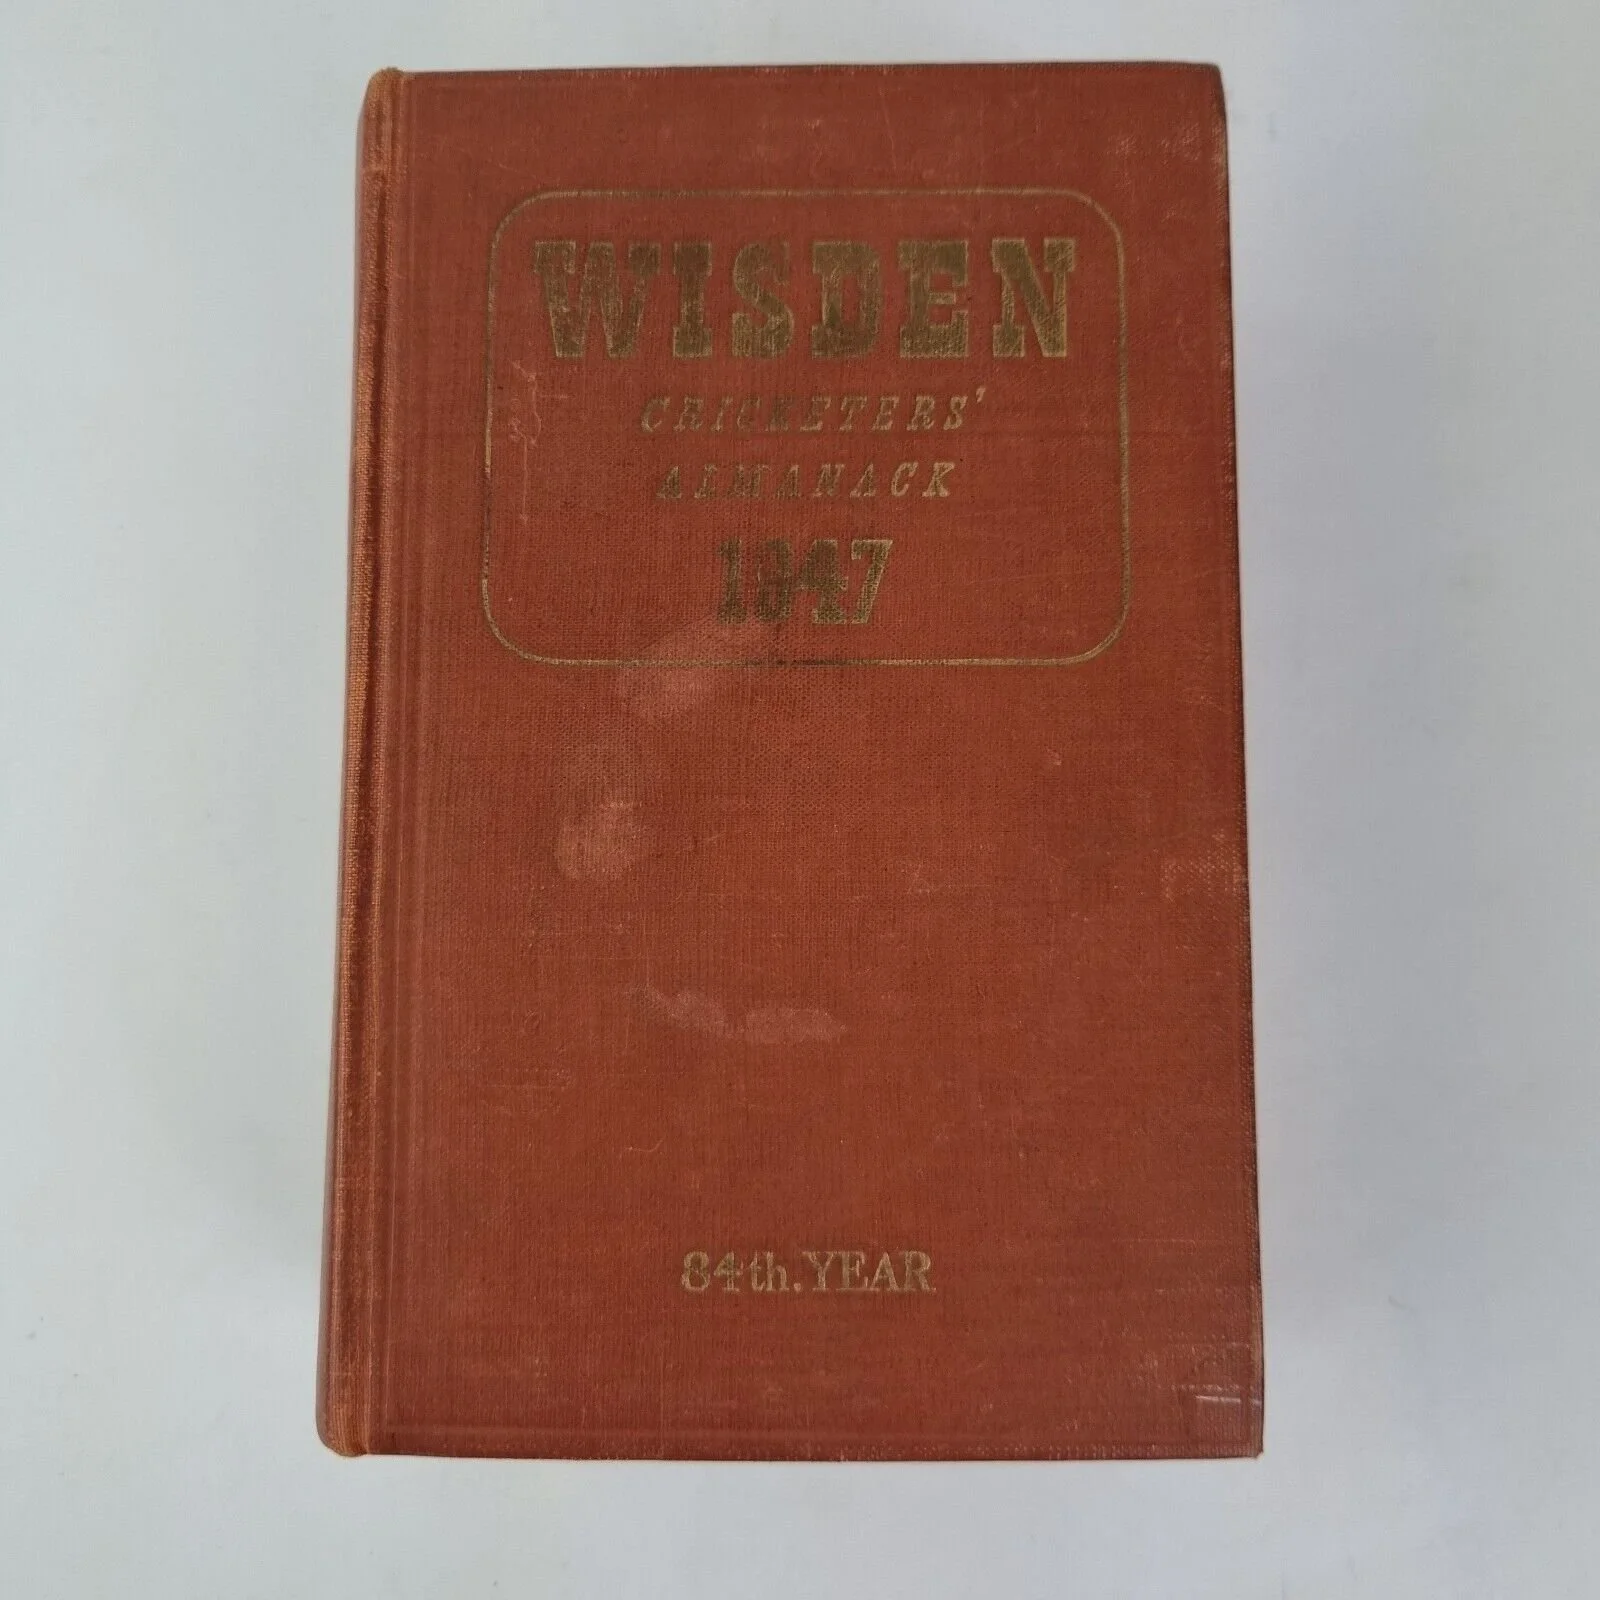 WISDEN
CRICKETERS'
ALMANACK
1947
84th. YEAR